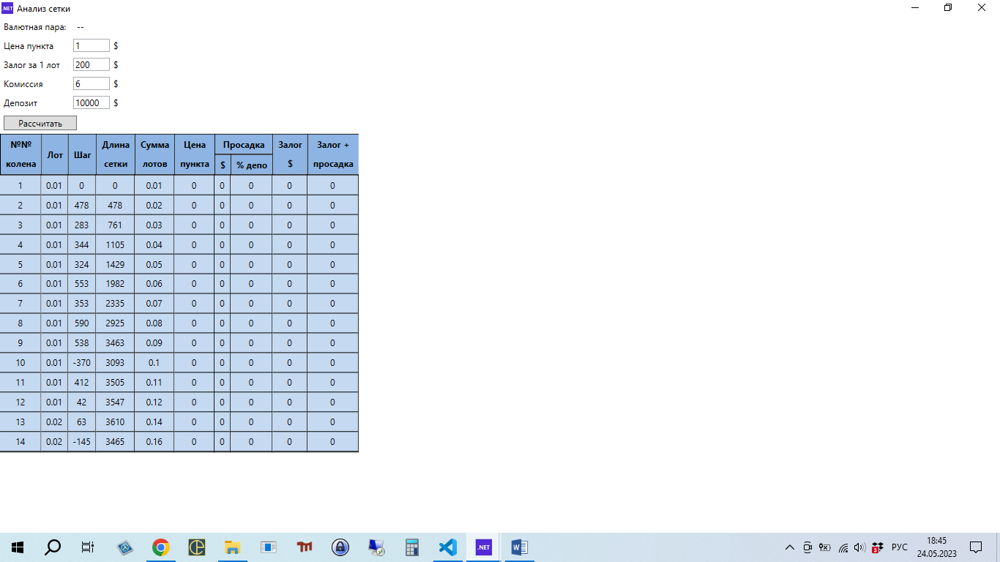 .NET Анализ сетки
Валютная пара: --
Цена пункта 1 $
Залог за 1 лот 200 $
Комиссия 6 $
Депозит 10000 $
Рассчитать
№№ колена Лот Шаг Длина сетки Сумма лотов Цена пункта Просадка $ % депо Залог $ Залог + просадка
1 0.01 0 0 0.01 0 0 0 0 0
2 0.01 478 478 0.02 0 0 0 0 0
3 0.01 283 761 0.03 0 0 0 0 0
4 0.01 344 1105 0.04 0 0 0 0 0
5 0.01 324 1429 0.05 0 0 0 0 0
6 0.01 553 1982 0.06 0 0 0 0 0
7 0.01 353 2335 0.07 0 0 0 0 0
8 0.01 590 2925 0.08 0 0 0 0 0
9 0.01 538 3463 0.09 0 0 0 0 0
10 0.01 -370 3093 0.1 0 0 0 0 0
11 0.01 412 3505 0.11 0 0 0 0 0
12 0.01 42 3547 0.12 0 0 0 0 0
13 0.02 63 3610 0.14 0 0 0 0 0
14 0.02 -145 3465 0.16 0 0 0 0 0
.NET
W
3
РУС
18:45
24.05.2023